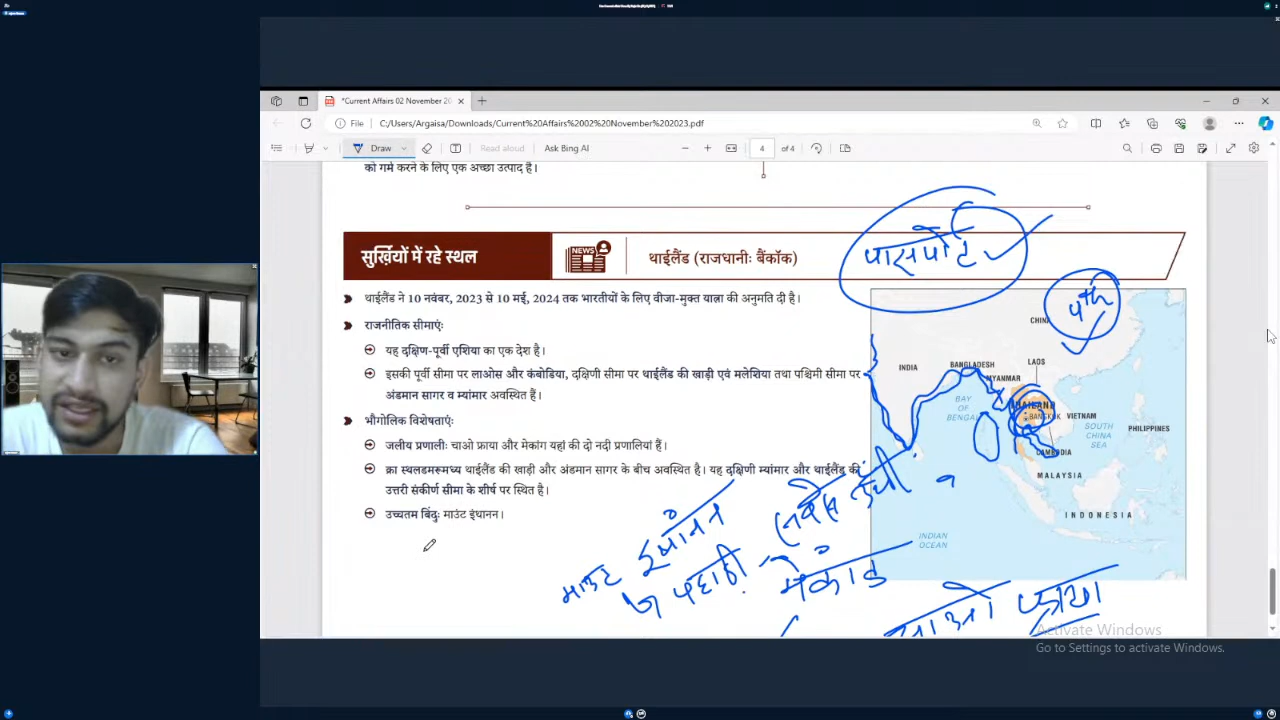 *Current Affairs 02 November 20
File C:/Users/Argaisa/Downloads/Current%20Affairs%2002%20November%202023.pdf
Draw Read aloud Ask Bing AI 4 of 4
को गर्म करने के लिए एक अच्छा उत्पाद है।
सुर्ख़ियों में रहे स्थल
NEWS
थाईलैंड (राजधानीः बैंकॉक)
पासपोर्ट
थाईलैंड ने 10 नवंबर, 2023 से 10 मई, 2024 तक भारतीयों के लिए वीजा-मुक्त यात्रा की अनुमति दी है।
राजनीतिक सीमाएंः
यह दक्षिण-पूर्वी एशिया का एक देश है।
इसकी पूर्वी सीमा पर लाओस और कंबोडिया, दक्षिणी सीमा पर थाईलैंड की खाड़ी एवं मलेशिया तथा पश्चिमी सीमा पर
अंडमान सागर व म्यांमार अवस्थित हैं।
भौगोलिक विशेषताएंः
जलीय प्रणालीः चाओ फ्राया और मेकांग यहां की दो नदी प्रणालियां हैं।
क्रा स्थलडमरूमध्य थाईलैंड की खाड़ी और अंडमान सागर के बीच अवस्थित है। यह दक्षिणी म्यांमार और थाईलैंड की
उत्तरी संकीर्ण सीमा के शीर्ष पर स्थित है।
उच्चतम बिंदुः माउंट इंथानन।
CHINA
4th
INDIA
BANGLADESH
LAOS
MYANMAR
THAILAND
BAY
OF
BENGAL
BANGKOK
VIETNAM
SOUTH
CHINA
SEA
PHILIPPINES
CAMBODIA
MALAYSIA
INDONESIA
INDIAN
OCEAN
माउंट इंथानन
पहाड़ी
मेकांड
चाओ फ्राया
Activate Windows
Go to Settings to activate Windows.